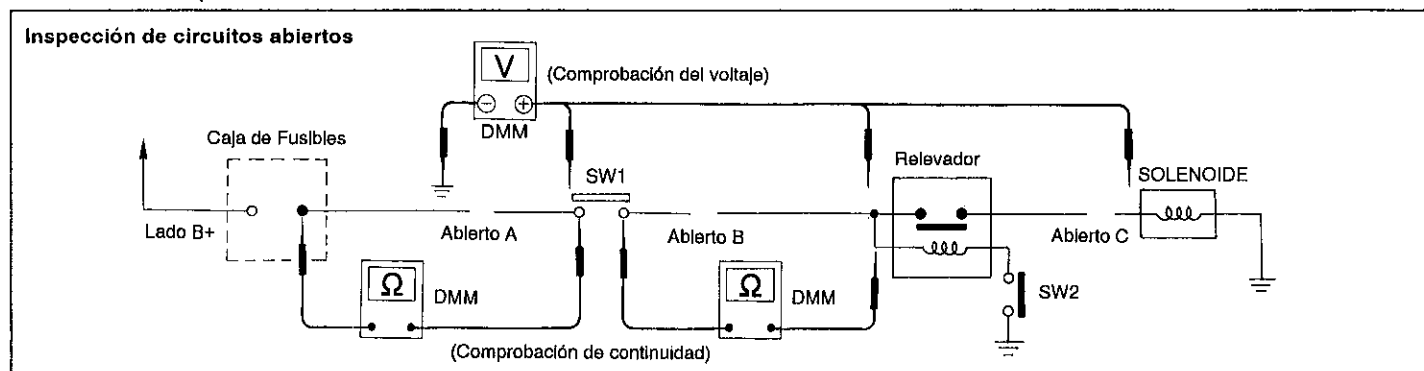 Inspección de circuitos abiertos
V
(Comprobación del voltaje)
DMM
Caja de Fusibles
Relevador
SW1
SOLENOIDE
Lado B+
Abierto A
Abierto B
Abierto C
Ω
DMM
Ω
DMM
SW2
(Comprobación de continuidad)